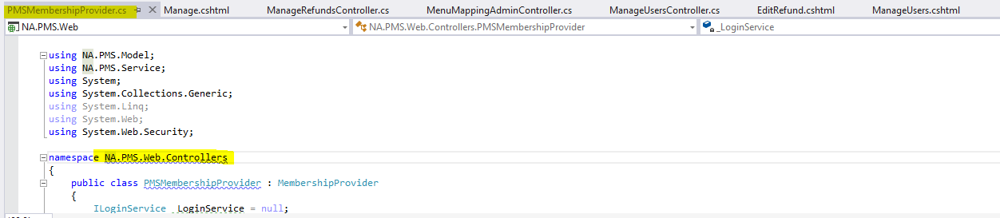 PMSMembershipProvider.cs Manage.cshtml ManageRefundsController.cs MenuMappingAdminController.cs ManageUsersController.cs EditRefund.cshtml ManageUsers.cshtml
NA.PMS.Web NA.PMS.Web.Controllers.PMSMembershipProvider _LoginService
using NA.PMS.Model;
using NA.PMS.Service;
using System;
using System.Collections.Generic;
using System.Linq;
using System.Web;
using System.Web.Security;
namespace NA.PMS.Web.Controllers
{
public class PMSMembershipProvider : MembershipProvider
{
ILoginService _LoginService = null;